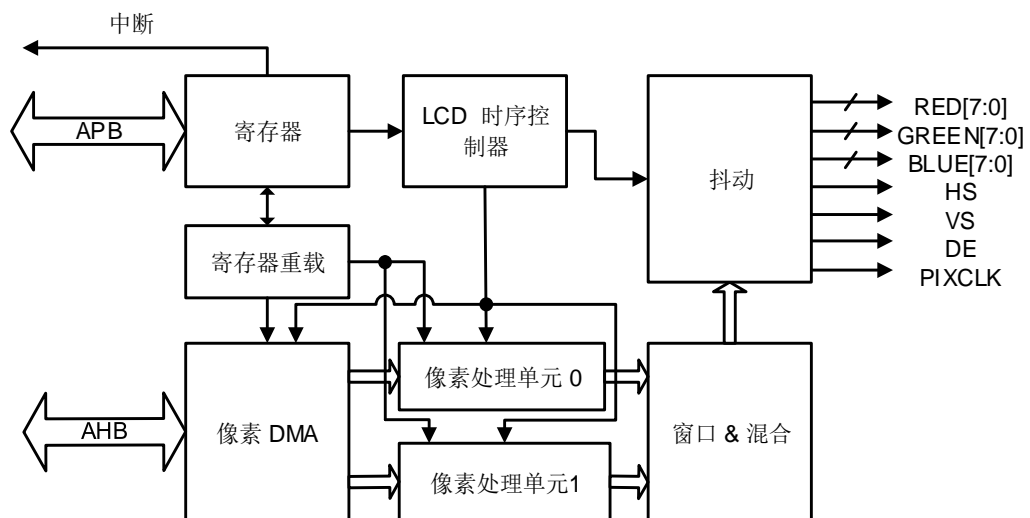 中断
APB
寄存器
LCD 时序控
制器
抖动
RED[7:0]
GREEN[7:0]
BLUE[7:0]
HS
VS
DE
PIXCLK
寄存器重载
AHB
像素 DMA
像素处理单元 0
像素处理单元1
窗口 & 混合